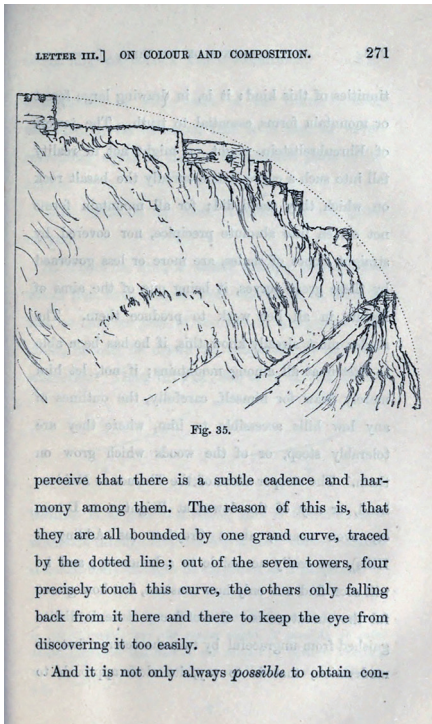 LETTER III.] ON COLOUR AND COMPOSITION. 271
Fig. 35.
perceive that there is a subtle cadence and har-
mony among them. The reason of this is, that
they are all bounded by one grand curve, traced
by the dotted line; out of the seven towers, four
precisely touch this curve, the others only falling
back from it here and there to keep the eye from
discovering it too easily.
And it is not only always possible to obtain con-